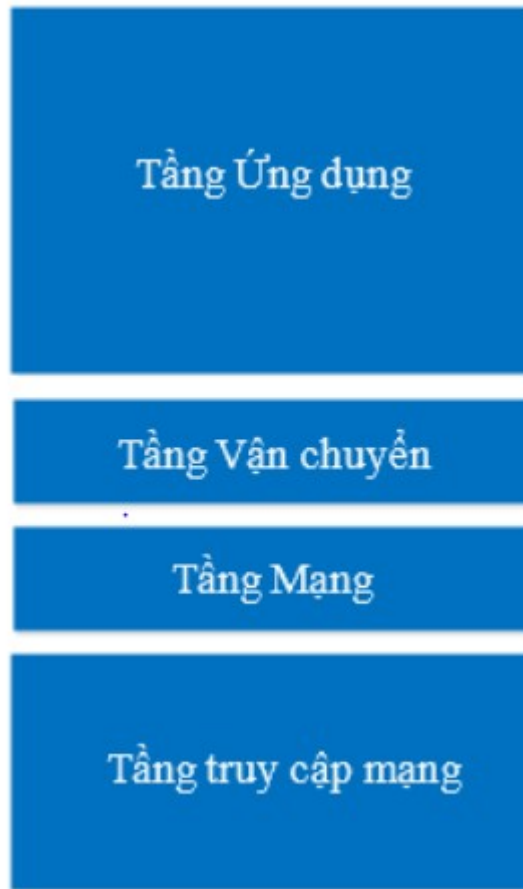 Tầng Ứng dụng
Tầng Vận chuyển
Tầng Mạng
Tầng truy cập mạng